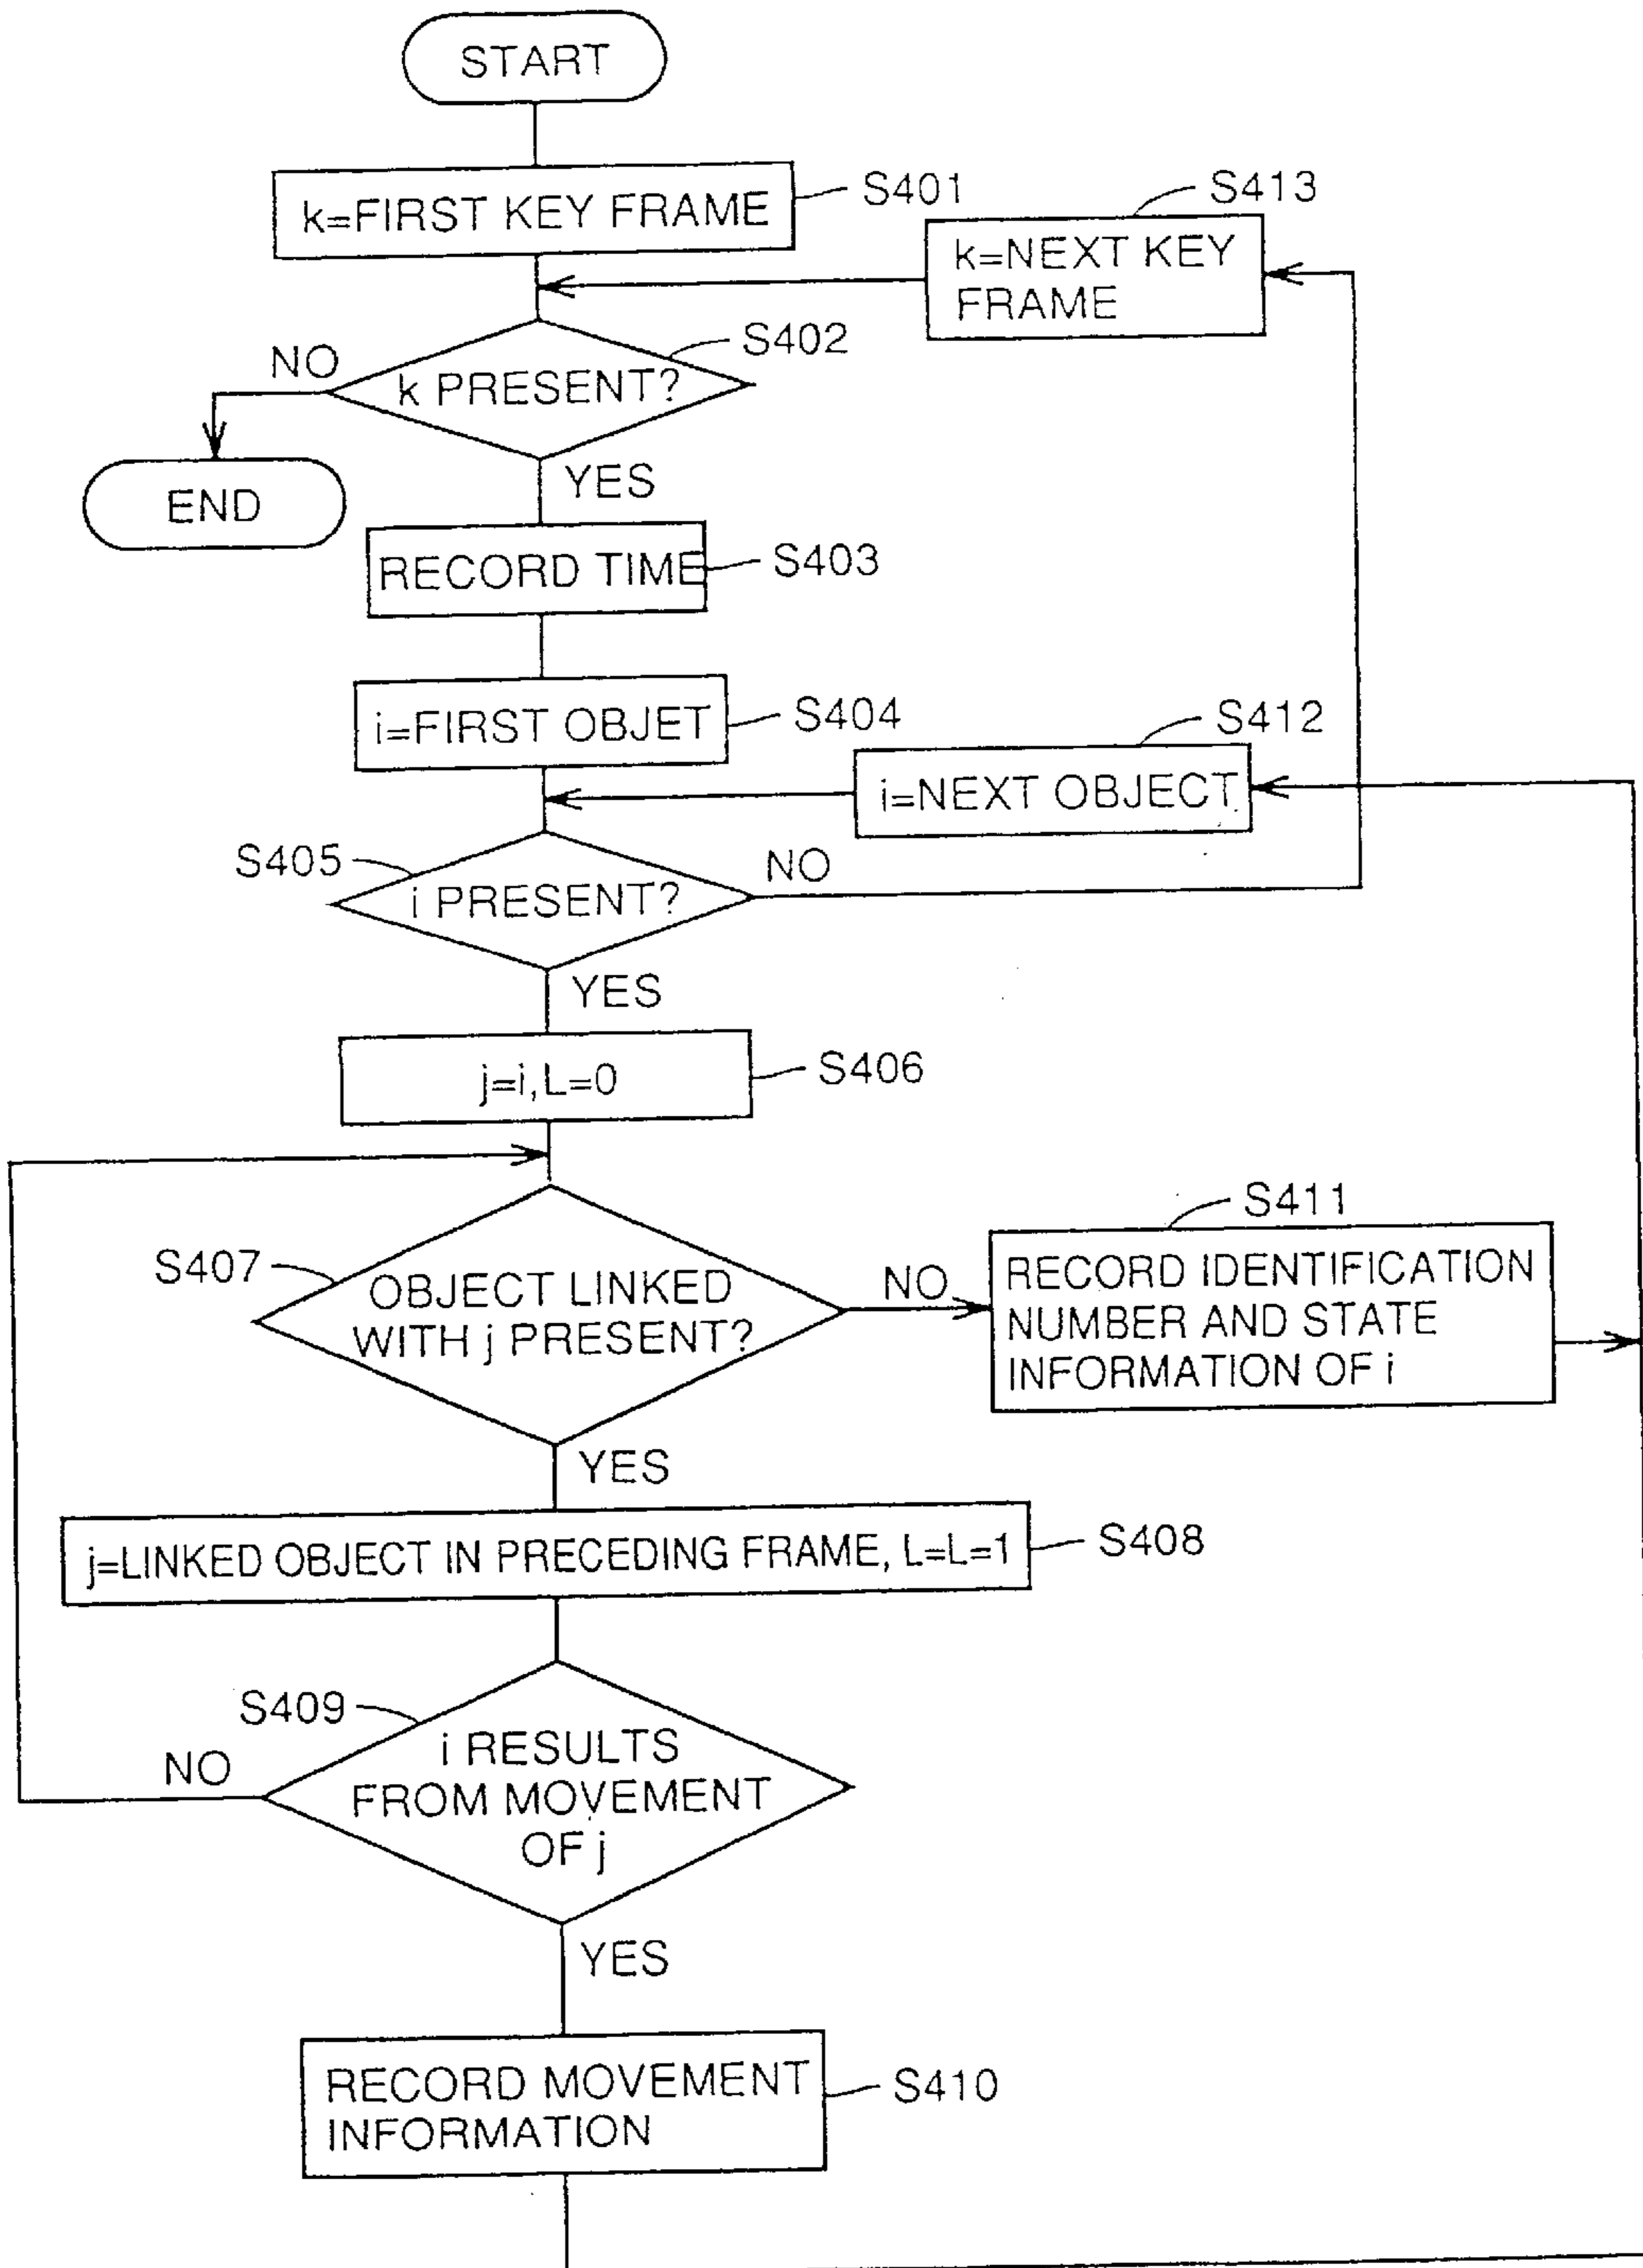 START
k=FIRST KEY FRAME
S401
S413
k=NEXT KEY
FRAME
S402
NO
k PRESENT?
YES
END
RECORD TIME
S403
i=FIRST OBJET
S404
S412
i=NEXT OBJECT
S405
NO
i PRESENT?
YES
j=i, L=0
S406
S411
S407
OBJECT LINKED
WITH j PRESENT?
NO
RECORD IDENTIFICATION
NUMBER AND STATE
INFORMATION OF i
YES
j=LINKED OBJECT IN PRECEDING FRAME, L=L=1
S408
S409
NO
i RESULTS
FROM MOVEMENT
OF j
YES
RECORD MOVEMENT
INFORMATION
S410